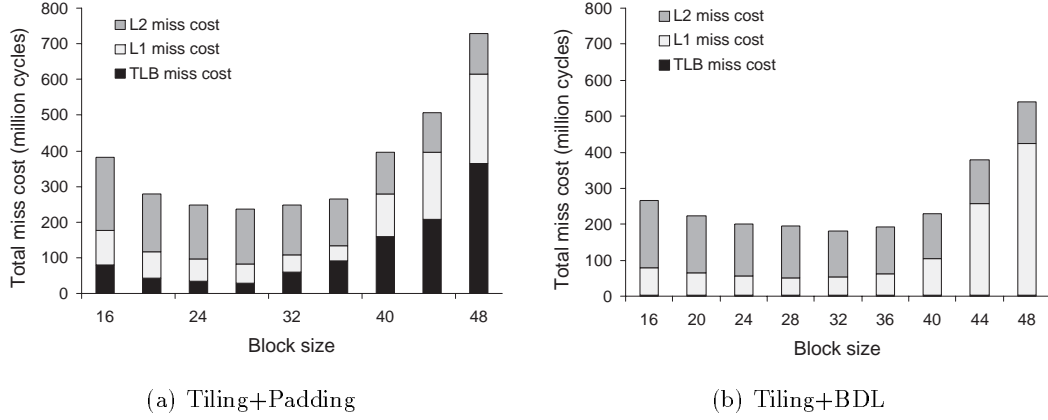 800
700
600
500
400
300
200
100
0
Total miss cost (million cycles)
L2 miss cost
L1 miss cost
TLB miss cost
16 24 32 40 48
Block size
(a) Tiling+Padding
800
700
600
500
400
300
200
100
0
Total miss cost (million cycles)
L2 miss cost
L1 miss cost
TLB miss cost
16 20 24 28 32 36 40 44 48
Block size
(b) Tiling+BDL